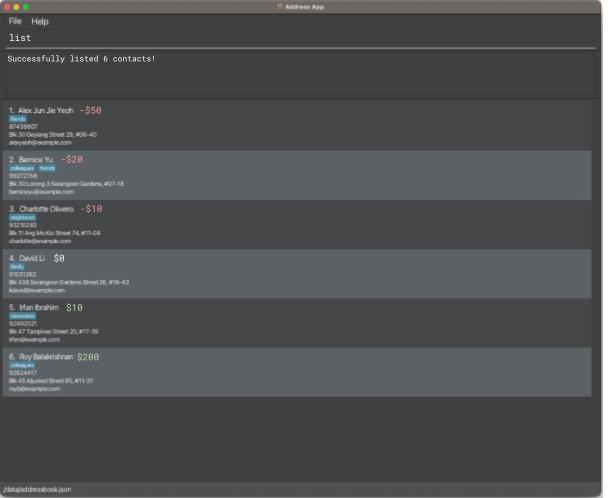 Address App
File Help
list
Successfully listed 6 contacts!
1. Alex Jun Jie Yeoh -$50
friends
87438807
Blk 30 Geylang Street 29, #06-40
alexyeoh@example.com
2. Bernice Yu -$20
colleagues friends
99272758
Blk 30 Lorong 3 Serangoon Gardens, #07-18
berniceyu@example.com
3. Charlotte Oliveiro -$10
neighbours
93210283
Blk 11 Ang Mo Kio Street 74, #11-04
charlotte@example.com
4. David Li $0
family
91031282
Blk 436 Serangoon Gardens Street 26, #16-43
lidavid@example.com
5. Irfan Ibrahim $10
classmates
92492021
Blk 47 Tampines Street 20, #17-35
irfan@example.com
6. Roy Balakrishnan $200
colleagues
92624417
Blk 45 Aljunied Street 85, #11-31
royb@example.com
./data/addressbook.json